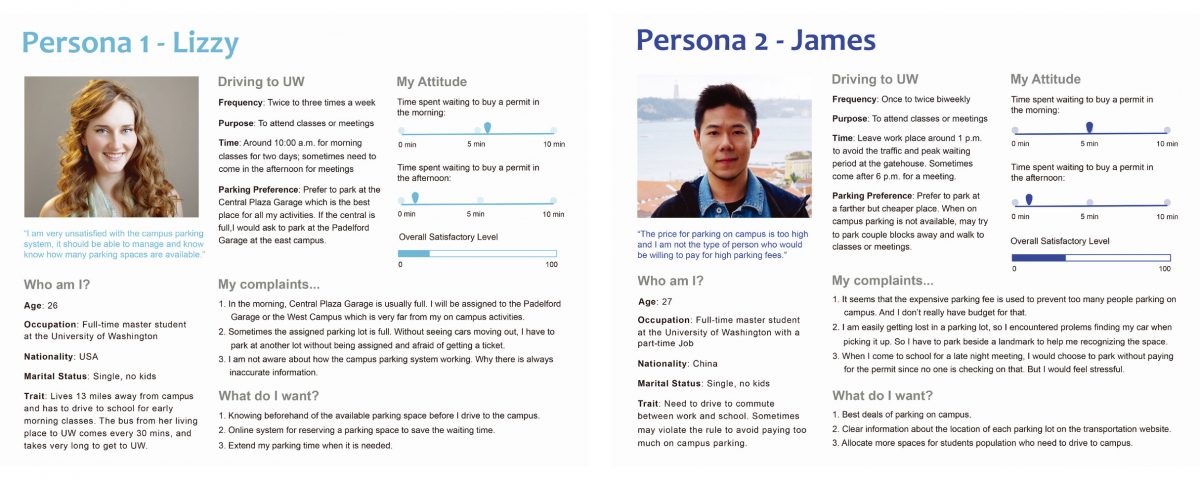 Persona 1 - Lizzy
Driving to UW
Frequency: Twice to three times a week
Purpose: To attend classes or meetings
Time: Around 10:00 a.m. for morning
classes for two days; sometimes need to
come in the afternoon for meetings
Parking Preference: Prefer to park at the
Central Plaza Garage which is the best
place for all my activities. If the central is
full,I would ask to park at the Padelford
Garage at the east campus.
My Attitude
Time spent waiting to buy a permit in
the morning:
0 min 5 min 10 min
Time spent waiting to buy a permit in
the afternoon:
0 min 5 min 10 min
Overall Satisfactory Level
0 100
"I am very unsatisfied with the campus parking
system, it should be able to manage and know
know how many parking spaces are available."
Who am I?
Age: 26
Occupation: Full-time master student
at the University of Washington
Nationality: USA
Marital Status: Single, no kids
Trait: Lives 13 miles away from campus
and has to drive to school for early
morning classes. The bus from her living
place to UW comes every 30 mins, and
takes very long to get to UW.
My complaints...
1. In the morning, Central Plaza Garage is usually full. I will be assigned to the Padelford
Garage or the West Campus which is very far from my on campus activities.
2. Sometimes the assigned parking lot is full. Without seeing cars moving out, I have to
park at another lot without being assigned and afraid of getting a ticket.
3. I am not aware about how the campus parking system working. Why there is always
inaccurate information.
What do I want?
1. Knowing beforehand of the available parking space before I drive to the campus.
2. Online system for reserving a parking space to save the waiting time.
3. Extend my parking time when it is needed.
Persona 2 - James
Driving to UW
Frequency: Once to twice biweekly
Purpose: To attend classes or meetings
Time: Leave work place around 1 p.m.
to avoid the traffic and peak waiting
period at the gatehouse. Sometimes
come after 6 p.m. for a meeting.
Parking Preference: Prefer to park at
a farther but cheaper place. When on
campus parking is not available, may try
to park couple blocks away and walk to
classes or meetings.
My Attitude
Time spent waiting to buy a permit in
the morning:
0 min 5 min 10 min
Time spent waiting to buy a permit in
the afternoon:
0 min 5 min 10 min
Overall Satisfactory Level
0 100
"The price for parking on campus is too high
and I am not the type of person who would
be willing to pay for high parking fees."
Who am I?
Age: 27
Occupation: Full-time master student
at the University of Washington with a
part-time Job
Nationality: China
Marital Status: Single, no kids
Trait: Need to drive to commute
between work and school. Sometimes
may violate the rule to avoid paying too
much on campus parking.
My complaints...
1. It seems that the expensive parking fee is used to prevent too many people parking on
campus. And I don't really have budget for that.
2. I am easily getting lost in a parking lot, so I encountered prolems finding my car when
picking it up. So I have to park beside a landmark to help me recognizing the space.
3. When I come to school for a late night meeting, I would choose to park without paying
for the permit since no one is checking on that. But I would feel stressful.
What do I want?
1. Best deals of parking on campus.
2. Clear information about the location of each parking lot on the transportation website.
3. Allocate more spaces for students population who need to drive to campus.